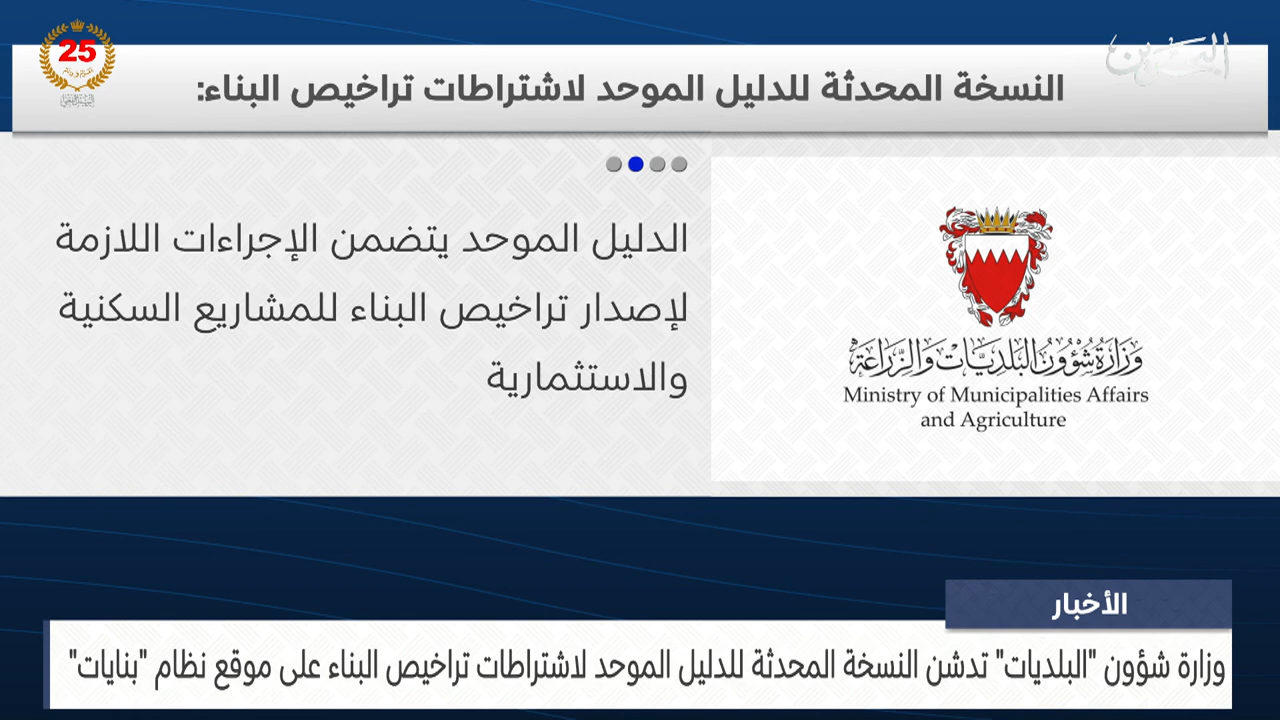 البحرين
25
النسخة المحدثة للدليل الموحد لاشتراطات تراخيص البناء:
الدليل الموحد يتضمن الإجراءات اللازمة
لإصدار تراخيص البناء للمشاريع السكنية
والاستثمارية
وزارة شؤون البلديات والزراعة
Ministry of Municipalities Affairs
and Agriculture
الأخبار
وزارة شؤون "البلديات" تدشن النسخة المحدثة للدليل الموحد لاشتراطات تراخيص البناء على موقع نظام "بنايات"